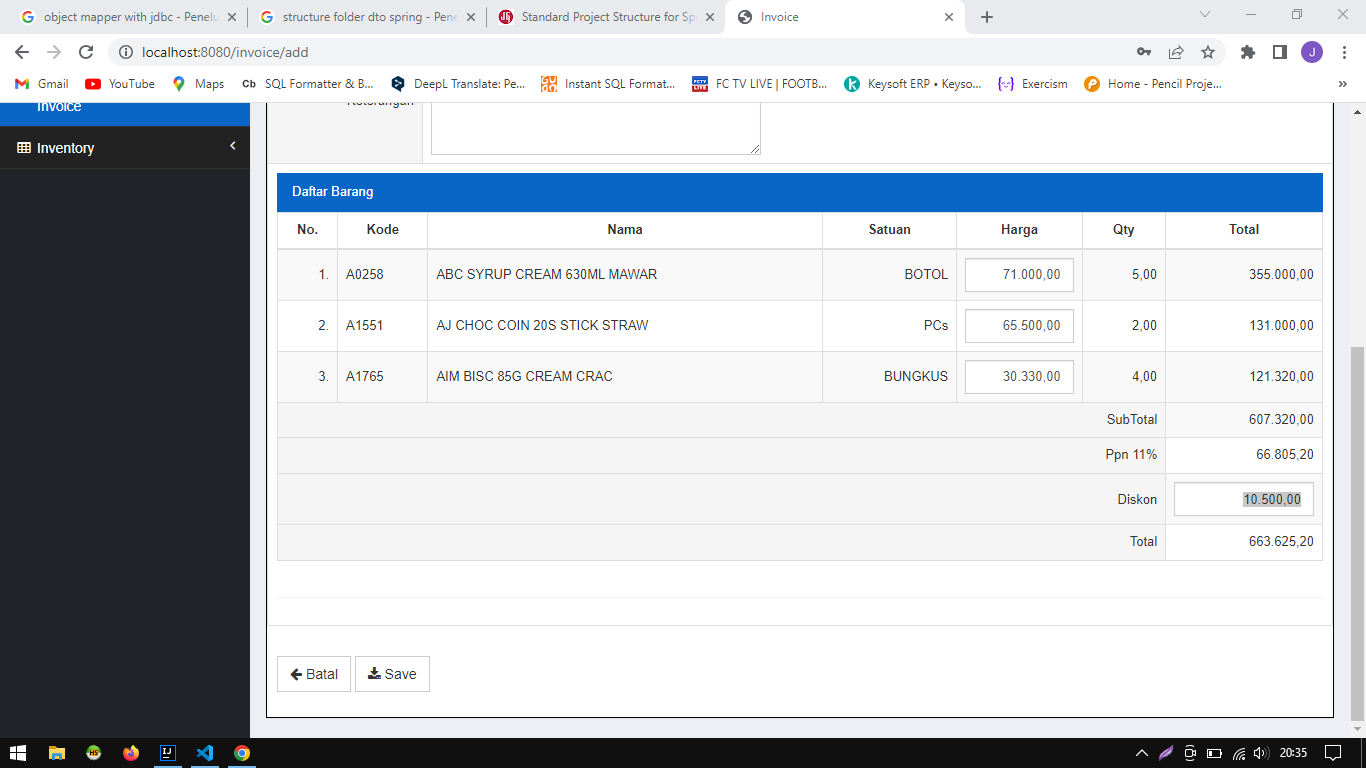 object mapper with jdbc - Penelu
structure folder dto spring - Pene
Standard Project Structure for Sp
Invoice
localhost:8080/invoice/add
J
Gmail
YouTube
Maps
Cb SQL Formatter & B...
DeepL Translate: Pe...
Instant SQL Format...
FC TV LIVE | FOOTB...
Keysoft ERP • Keyso...
Exercism
Home - Pencil Proje...
»
Invoice
Inventory
Keterangan
Daftar Barang
No. Kode Nama Satuan Harga Qty Total
1. A0258 ABC SYRUP CREAM 630ML MAWAR BOTOL 71.000,00 5,00 355.000,00
2. A1551 AJ CHOC COIN 20S STICK STRAW PCs 65.500,00 2,00 131.000,00
3. A1765 AIM BISC 85G CREAM CRAC BUNGKUS 30.330,00 4,00 121.320,00
SubTotal 607.320,00
Ppn 11% 66.805,20
Diskon 10.500,00
Total 663.625,20
Batal
Save
20:35